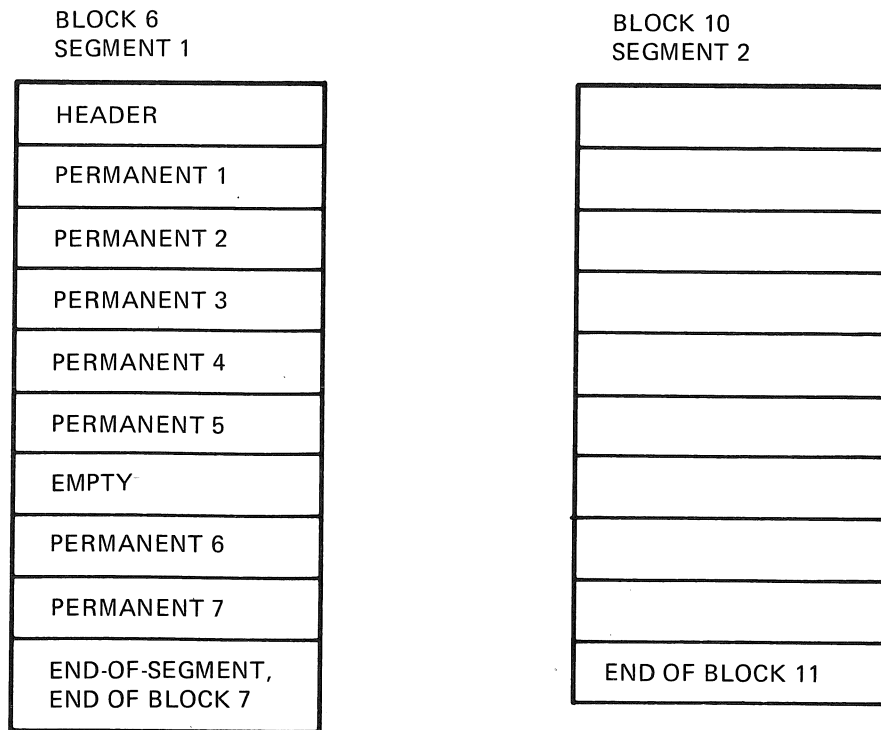 BLOCK 6
SEGMENT 1
HEADER
PERMANENT 1
PERMANENT 2
PERMANENT 3
PERMANENT 4
PERMANENT 5
EMPTY
PERMANENT 6
PERMANENT 7
END-OF-SEGMENT,
END OF BLOCK 7
BLOCK 10
SEGMENT 2
END OF BLOCK 11